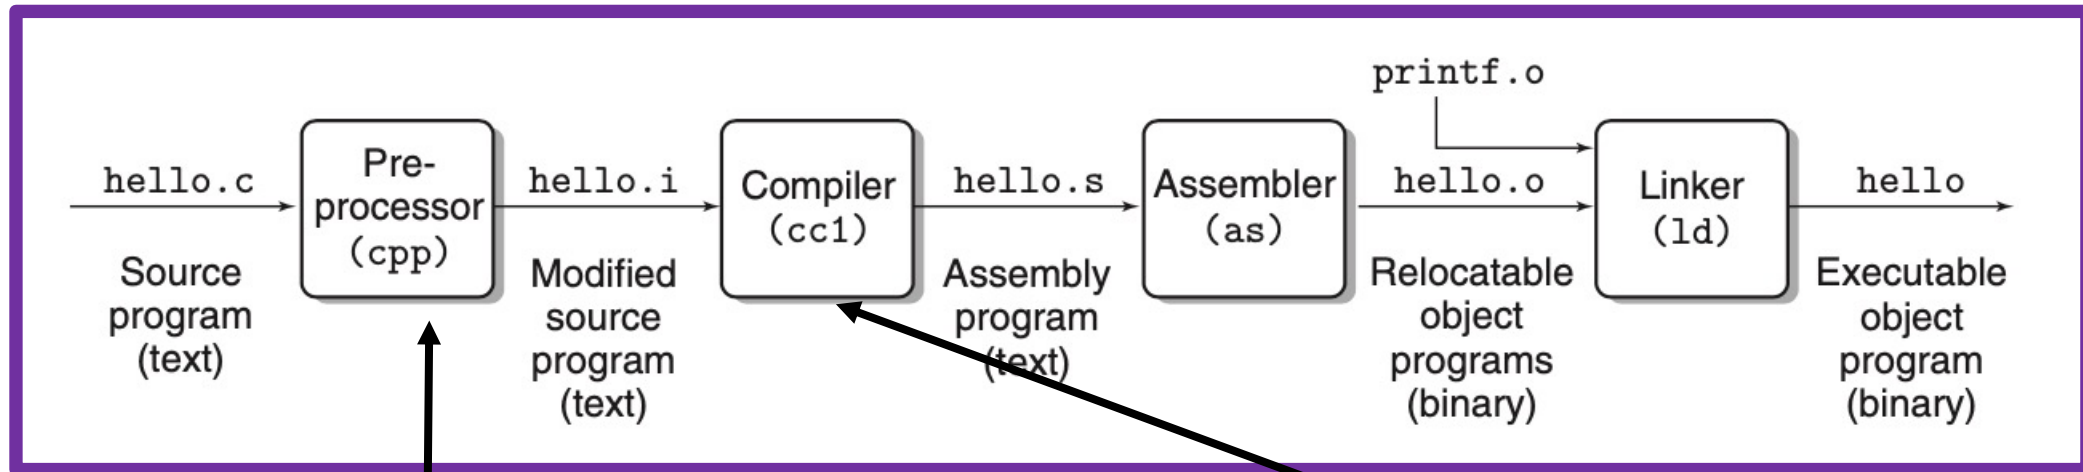 printf.o
hello.c
Pre-
processor
(cpp)
hello.i
Compiler
(cc1)
hello.s
Assembler
(as)
hello.o
Linker
(ld)
hello
Source
program
(text)
Modified
source
program
(text)
Assembly
program
(text)
Relocatable
object
programs
(binary)
Executable
object
program
(binary)